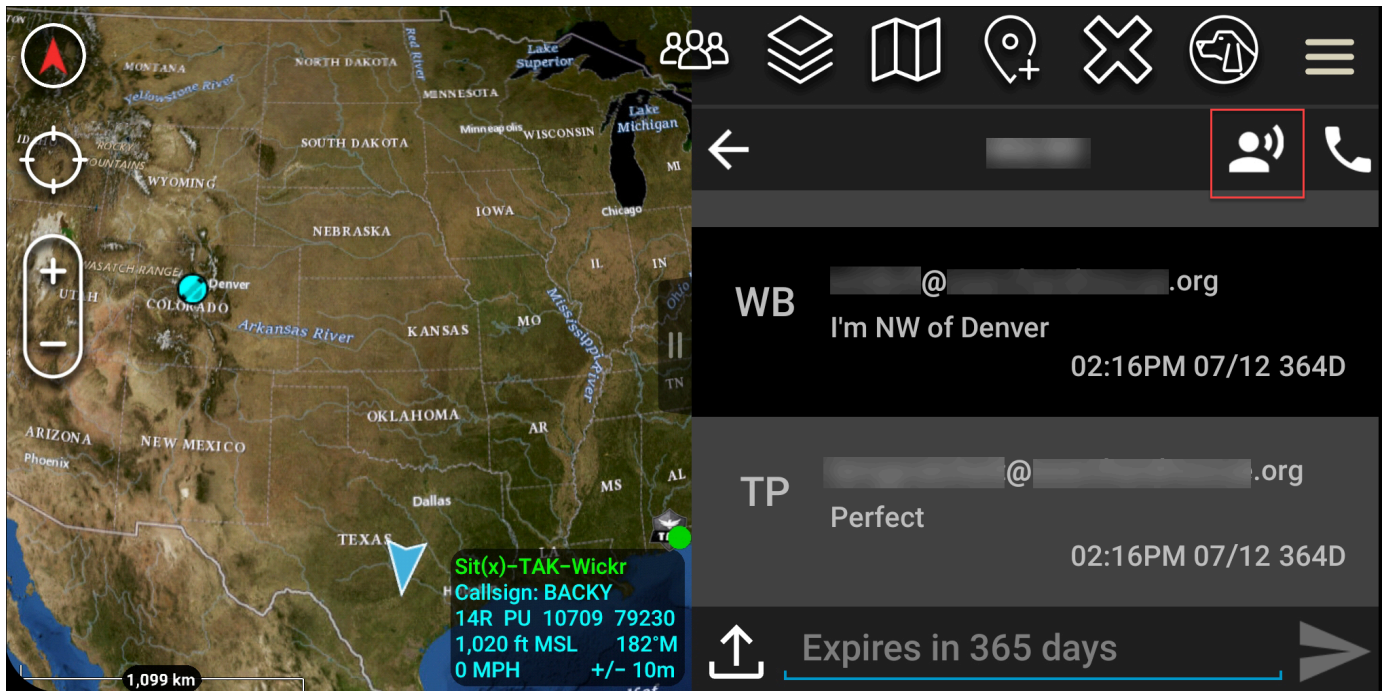 MONTANA
NORTH DAKOTA
Red River
Lake
Superior
Yellowstone River
MINNESOTA
Minneapolis
WISCONSIN
Lake
Michigan
ROCKY
SOUTH DAKOTA
MI
WYOMING
IOWA
Chicago
NEBRASKA
WASATCH RANGE
IL
IN
UTAH
Denver
COLORADO
Ohio
Arkansas River
KANSAS
MO
Mississippi River
TN
OKLAHOMA
AR
ARIZONA
NEW MEXICO
Phoenix
MS
AL
Dallas
TEXAS
LA
Sit(x)-TAK-Wickr
Callsign: BACKY
14R PU 10709 79230
1,020 ft MSL 182°M
0 MPH +/- 10m
1,099 km
WB
@ .org
I'm NW of Denver
02:16PM 07/12 364D
TP
@ .org
Perfect
02:16PM 07/12 364D
Expires in 365 days